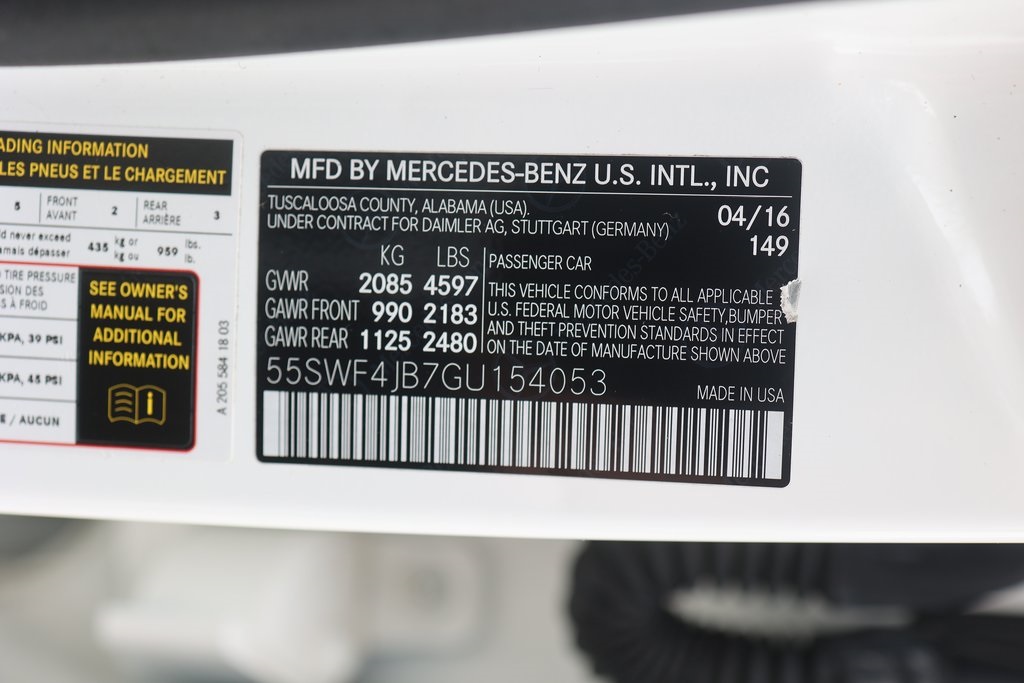 ADING INFORMATION
LES PNEUS ET LE CHARGEMENT
5 FRONT AVANT 2 REAR ARRIÈRE 3
d never exceed
amais dépasser 435 kg or kg ou 959 lbs. lb.
TIRE PRESSURE
SION DES
S À FROID
KPA, 39 PSI
KPA, 45 PSI
E / AUCUN
SEE OWNER'S
MANUAL FOR
ADDITIONAL
INFORMATION
A 205 584 18 03
MFD BY MERCEDES-BENZ U.S. INTL., INC
TUSCALOOSA COUNTY, ALABAMA (USA).
UNDER CONTRACT FOR DAIMLER AG, STUTTGART (GERMANY)
04/16
149
KG LBS
GVWR 2085 4597
GAWR FRONT 990 2183
GAWR REAR 1125 2480
PASSENGER CAR
THIS VEHICLE CONFORMS TO ALL APPLICABLE
U.S. FEDERAL MOTOR VEHICLE SAFETY, BUMPER
AND THEFT PREVENTION STANDARDS IN EFFECT
ON THE DATE OF MANUFACTURE SHOWN ABOVE
55SWF4JB7GU154053
MADE IN USA